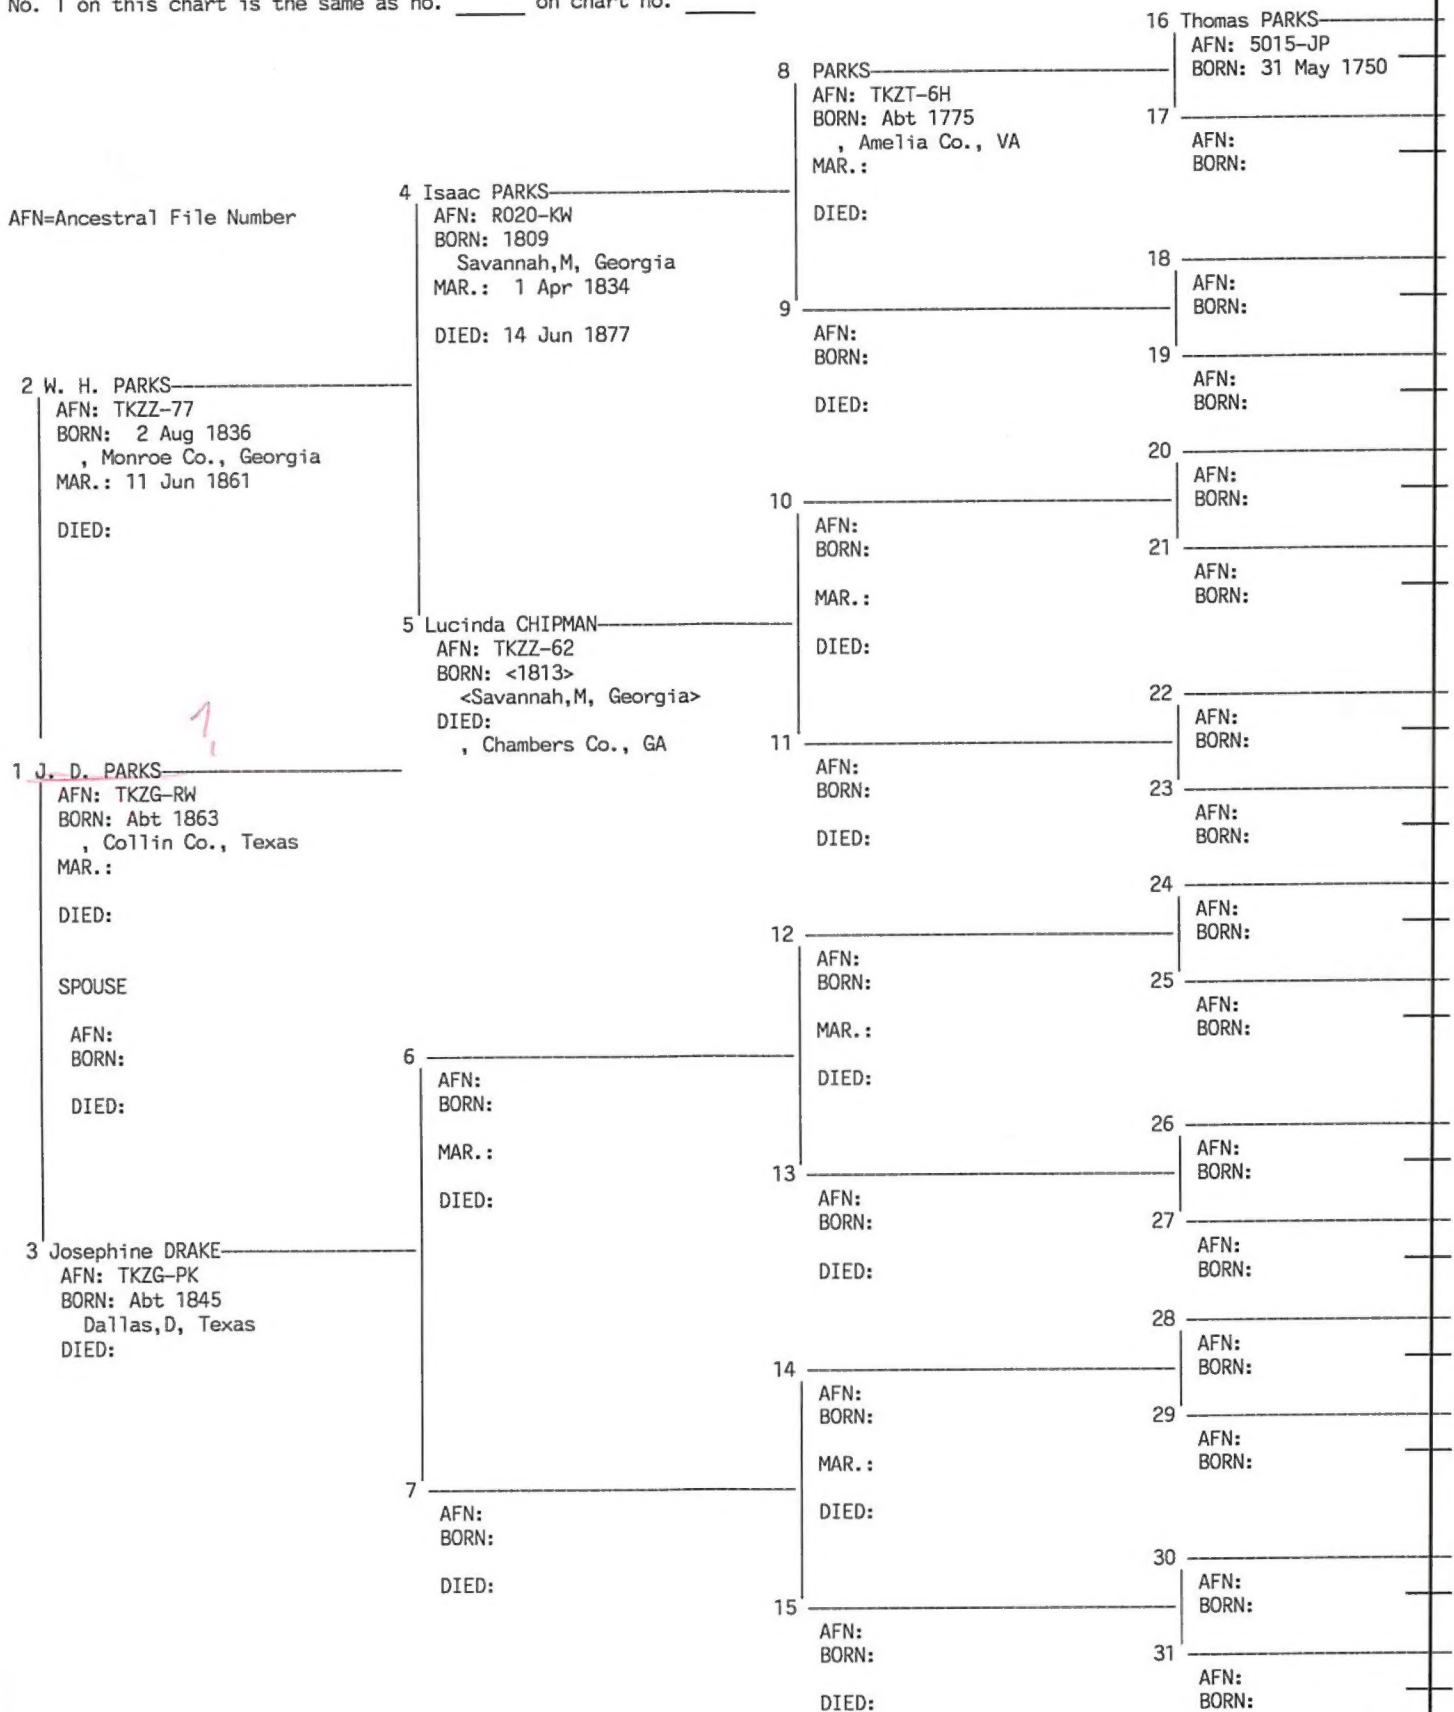 No. 1 on this chart is the same as no. _____ on chart no. _____
AFN=Ancestral File Number
1,
1 J. D. PARKS
AFN: TKZG-RW
BORN: Abt 1863
, Collin Co., Texas
MAR.:
DIED:
SPOUSE
AFN:
BORN:
DIED:
2 W. H. PARKS
AFN: TKZZ-77
BORN: 2 Aug 1836
, Monroe Co., Georgia
MAR.: 11 Jun 1861
DIED:
3 Josephine DRAKE
AFN: TKZG-PK
BORN: Abt 1845
Dallas,D, Texas
DIED:
4 Isaac PARKS
AFN: R020-KW
BORN: 1809
Savannah,M, Georgia
MAR.: 1 Apr 1834
DIED: 14 Jun 1877
5 Lucinda CHIPMAN
AFN: TKZZ-62
BORN: <1813>
<Savannah,M, Georgia>
DIED:
, Chambers Co., GA
6
AFN:
BORN:
MAR.:
DIED:
7
AFN:
BORN:
DIED:
8 PARKS
AFN: TKZT-6H
BORN: Abt 1775
, Amelia Co., VA
MAR.:
DIED:
9
AFN:
BORN:
DIED:
10
AFN:
BORN:
MAR.:
DIED:
11
AFN:
BORN:
DIED:
12
AFN:
BORN:
MAR.:
DIED:
13
AFN:
BORN:
DIED:
14
AFN:
BORN:
MAR.:
DIED:
15
AFN:
BORN:
DIED:
16 Thomas PARKS
AFN: 5015-JP
BORN: 31 May 1750
17
AFN:
BORN:
18
AFN:
BORN:
19
AFN:
BORN:
20
AFN:
BORN:
21
AFN:
BORN:
22
AFN:
BORN:
23
AFN:
BORN:
24
AFN:
BORN:
25
AFN:
BORN:
26
AFN:
BORN:
27
AFN:
BORN:
28
AFN:
BORN:
29
AFN:
BORN:
30
AFN:
BORN:
31
AFN:
BORN: